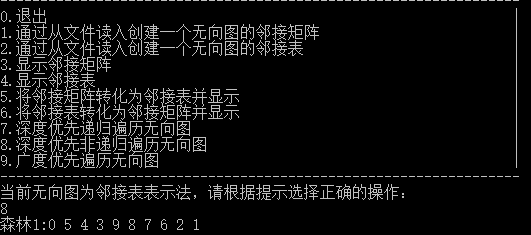 0.退出
1.通过从文件读入创建一个无向图的邻接矩阵
2.通过从文件读入创建一个无向图的邻接表
3.显示邻接矩阵
4.显示邻接表
5.将邻接矩阵转化为邻接表并显示
6.将邻接表转化为邻接矩阵并显示
7.深度优先递归遍历无向图
8.深度优先非递归遍历无向图
9.广度优先遍历无向图
当前无向图为邻接表表示法，请根据提示选择正确的操作：
8
森林1:0 5 4 3 9 8 7 6 2 1